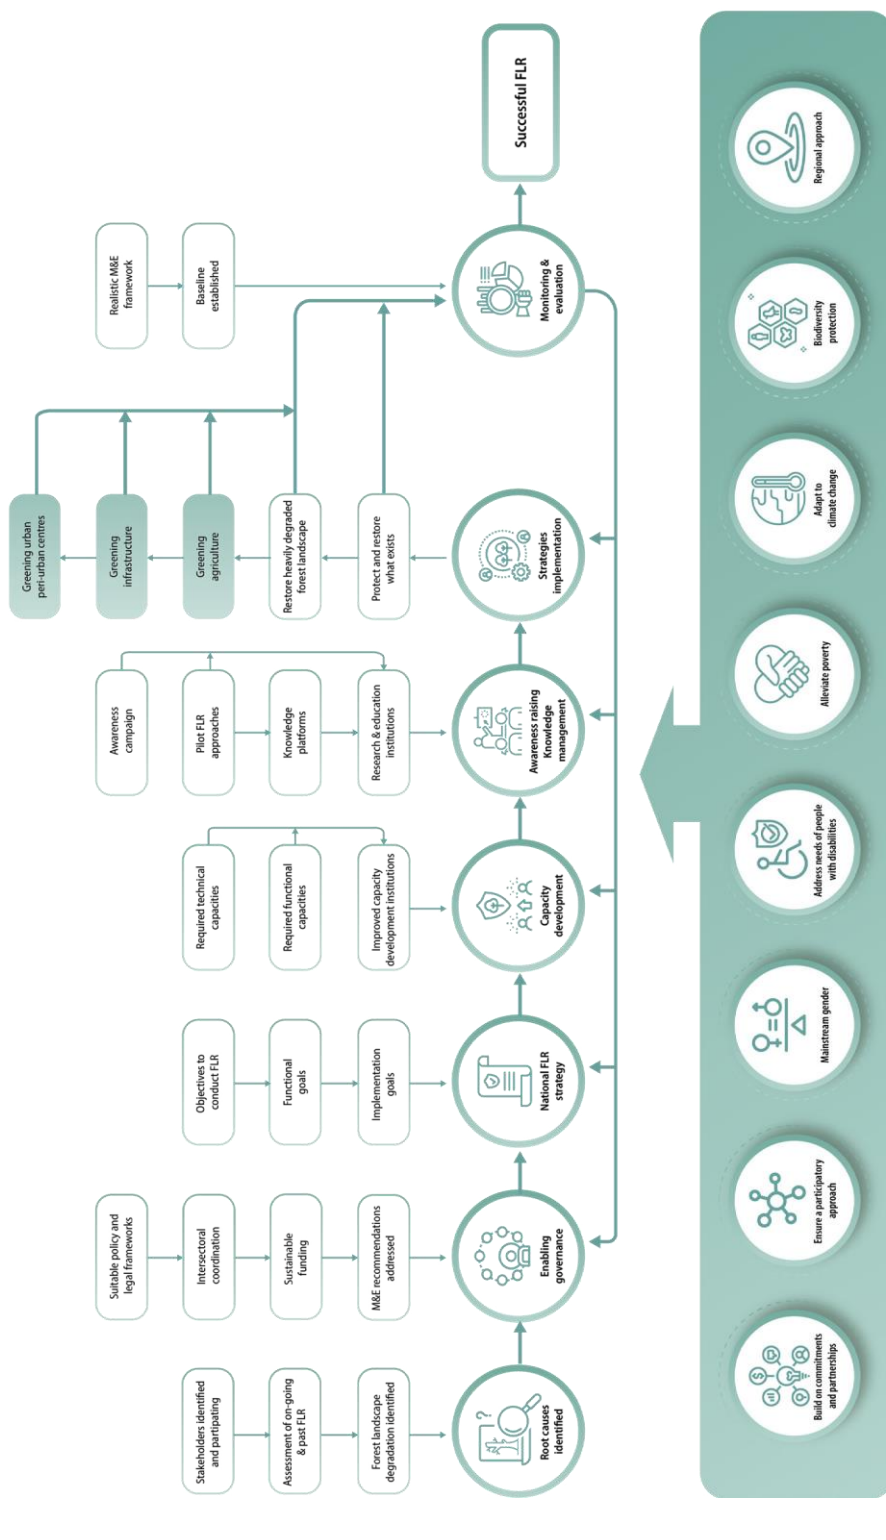 Stakeholders identified
and partipating
Assessment of on-going
& past FLR
Forest landscape
degradation identified
Root causes
identified
Suitable policy and
legal frameworks
Intersectoral
coordination
Sustainable
funding
M&E recommendations
addressed
Enabling
governance
Objectives to
conduct FLR
Functional
goals
Implementation
goals
National FLR
strategy
Required technical
capacities
Required functional
capacities
Improved capacity
development institutions
Capacity
development
Awareness
campaign
Pilot FLR
approaches
Knowledge
platforms
Research & education
institutions
Awareness raising
Knowledge
management
Greening urban
peri-urban centres
Greening
infrastructure
Greening
agriculture
Restore heavily degraded
forest landscape
Protect and restore
what exists
Strategies
implementation
Realistic M&E
framework
Baseline
established
Monitoring &
evaluation
Successful FLR
Build on commitments
and partnerships
Ensure a participatory
approach
Mainstream gender
Address needs of people
with disabilities
Alleviate poverty
Adapt to
climate change
Biodiversity
protection
Regional approach